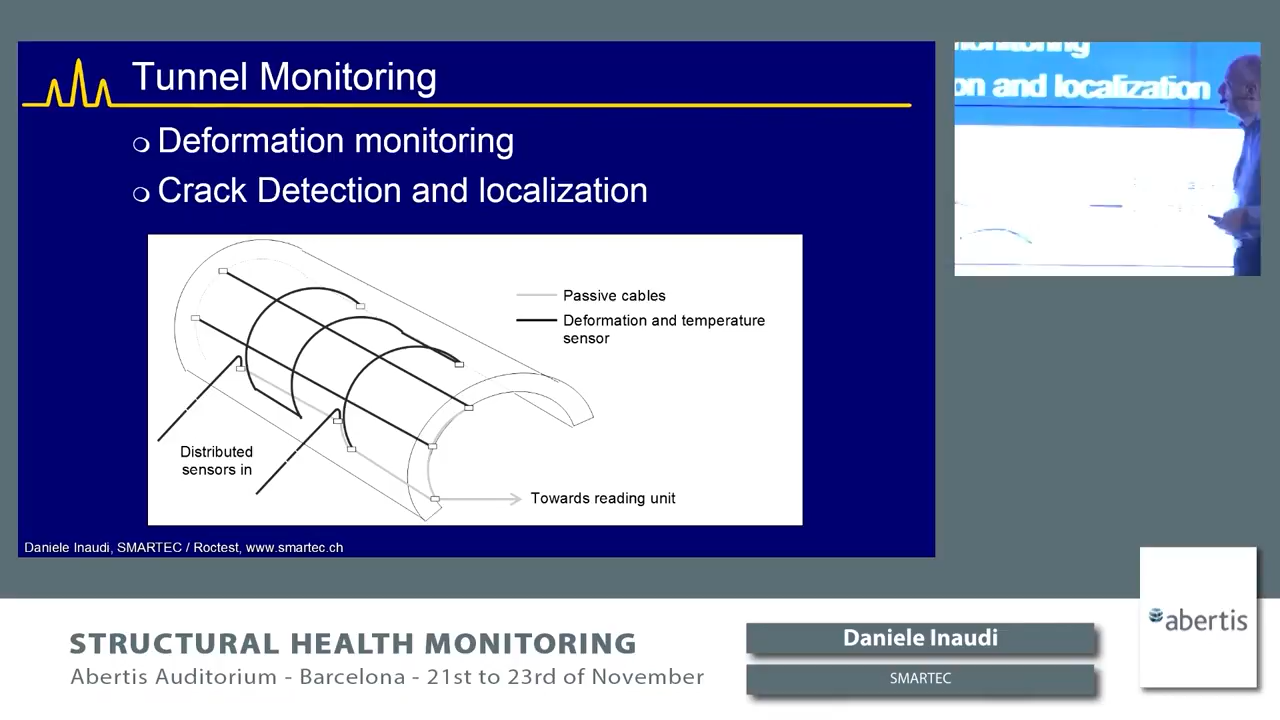 Tunnel Monitoring
Deformation monitoring
Crack Detection and localization
Passive cables
Deformation and temperature
sensor
Distributed
sensors in
Towards reading unit
Daniele Inaudi, SMARTEC / Roctest, www.smartec.ch
on and localization
STRUCTURAL HEALTH MONITORING
Abertis Auditorium - Barcelona - 21st to 23rd of November
Daniele Inaudi
SMARTEC
abertis